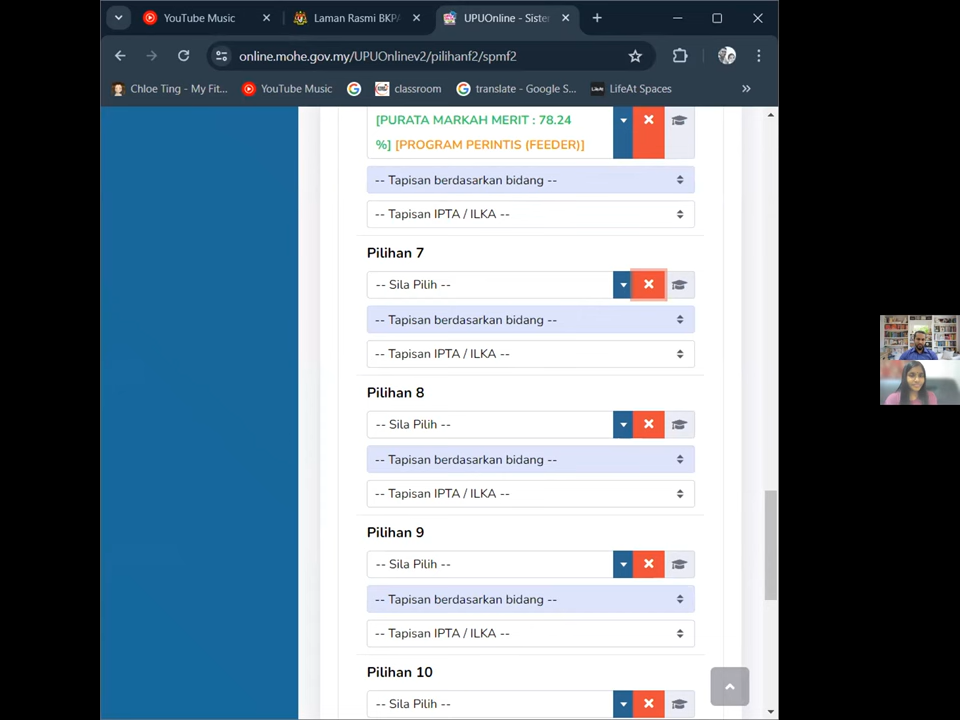 YouTube Music
Laman Rasmi BKPA
UPUOnline - Siste
online.mohe.gov.my/UPUOnlinev2/pilihanf2/spmf2
Chloe Ting - My Fit...
YouTube Music
classroom
translate - Google S...
LifeAt Spaces
[PURATA MARKAH MERIT : 78.24
%] [PROGRAM PERINTIS (FEEDER)]
-- Tapisan berdasarkan bidang --
-- Tapisan IPTA / ILKA --
Pilihan 7
-- Sila Pilih --
-- Tapisan berdasarkan bidang --
-- Tapisan IPTA / ILKA --
Pilihan 8
-- Sila Pilih --
-- Tapisan berdasarkan bidang --
-- Tapisan IPTA / ILKA --
Pilihan 9
-- Sila Pilih --
-- Tapisan berdasarkan bidang --
-- Tapisan IPTA / ILKA --
Pilihan 10
-- Sila Pilih --